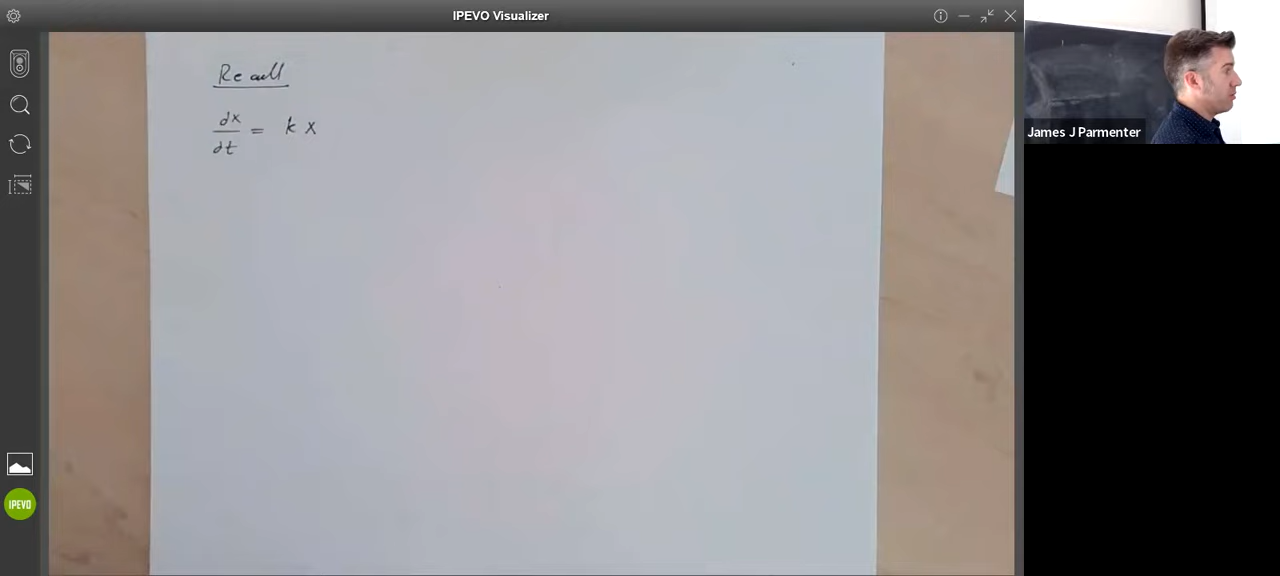 IPEVO Visualizer
Recall
dx/dt = k x
James J Parmenter
IPEVO